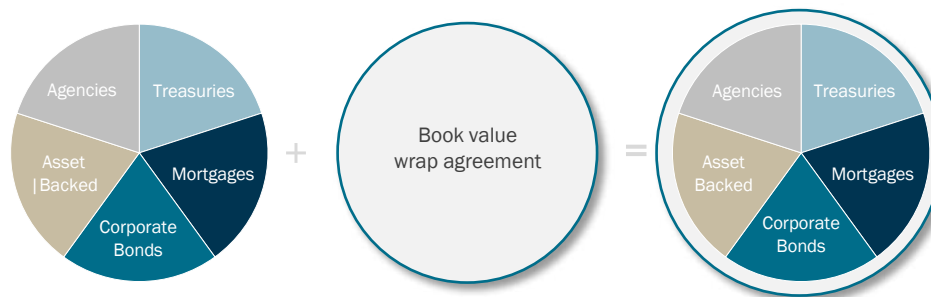 Agencies
Treasuries
Asset
|Backed
Mortgages
Corporate
Bonds
+
Book value
wrap agreement
=
Agencies
Treasuries
Asset
Backed
Mortgages
Corporate
Bonds